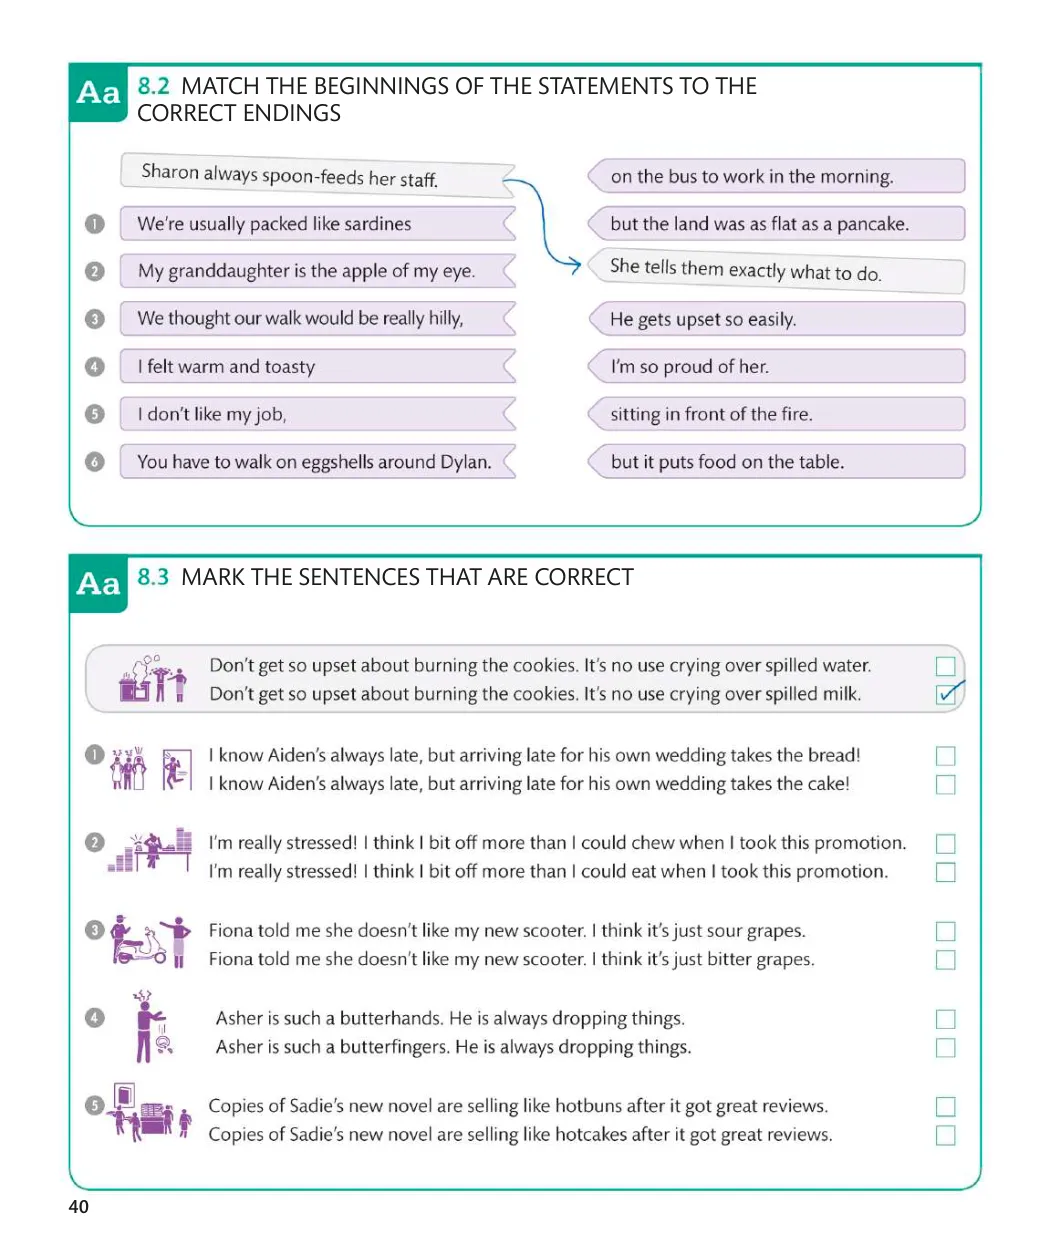 Aa
8.2 MATCH THE BEGINNINGS OF THE STATEMENTS TO THE
CORRECT ENDINGS
Sharon always spoon-feeds her staff.
on the bus to work in the morning.
1 We're usually packed like sardines
but the land was as flat as a pancake.
2 My granddaughter is the apple of my eye.
She tells them exactly what to do.
3 We thought our walk would be really hilly,
He gets upset so easily.
4 I felt warm and toasty
I'm so proud of her.
5 I don't like my job,
sitting in front of the fire.
6 You have to walk on eggshells around Dylan.
but it puts food on the table.
Aa
8.3 MARK THE SENTENCES THAT ARE CORRECT
Don't get so upset about burning the cookies. It's no use crying over spilled water.
Don't get so upset about burning the cookies. It's no use crying over spilled milk.
1 I know Aiden's always late, but arriving late for his own wedding takes the bread!
I know Aiden's always late, but arriving late for his own wedding takes the cake!
2 I'm really stressed! I think I bit off more than I could chew when I took this promotion.
I'm really stressed! I think I bit off more than I could eat when I took this promotion.
3 Fiona told me she doesn't like my new scooter. I think it's just sour grapes.
Fiona told me she doesn't like my new scooter. I think it's just bitter grapes.
4 Asher is such a butterhands. He is always dropping things.
Asher is such a butterfingers. He is always dropping things.
5 Copies of Sadie's new novel are selling like hotbuns after it got great reviews.
Copies of Sadie's new novel are selling like hotcakes after it got great reviews.
40